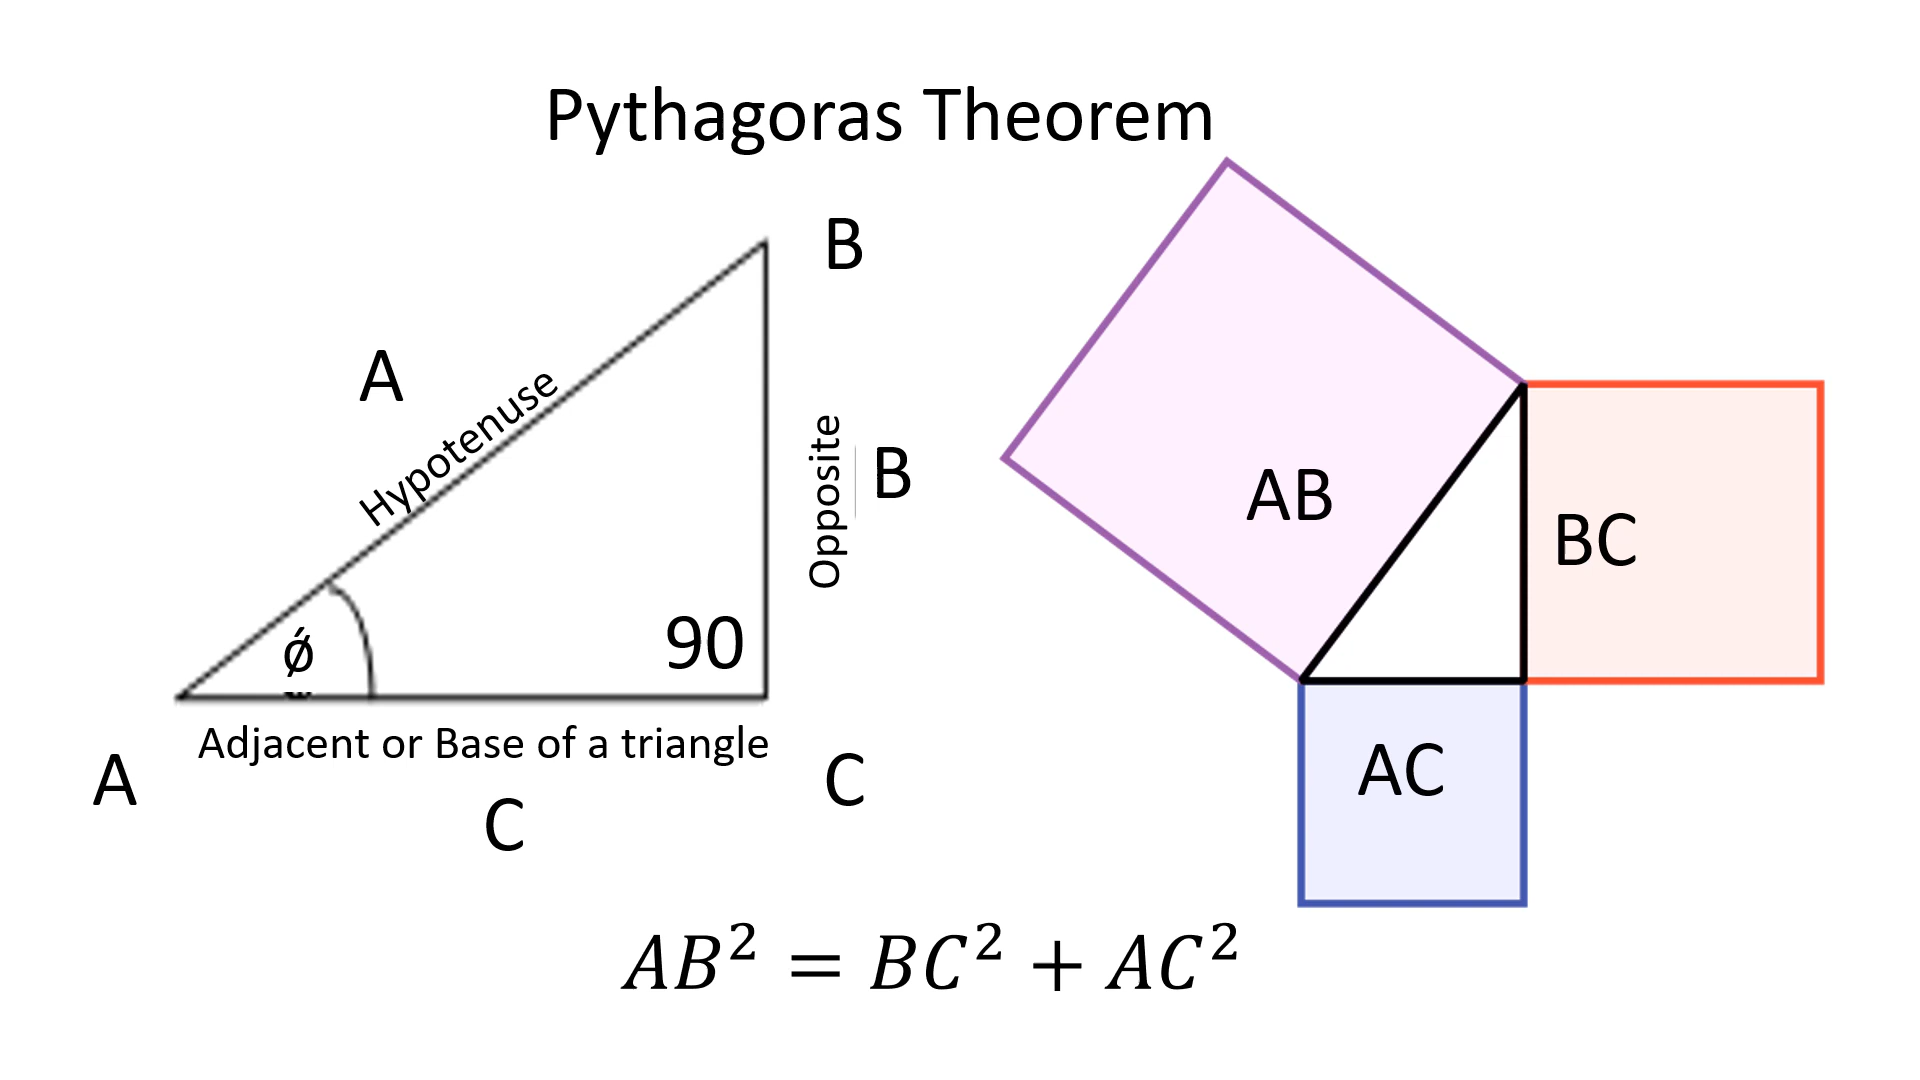 Pythagoras Theorem
B
A
Hypotenuse
Opposite
B
90
ǿ
Adjacent or Base of a triangle
A
C
C
AB
BC
AC
AB² = BC² + AC²